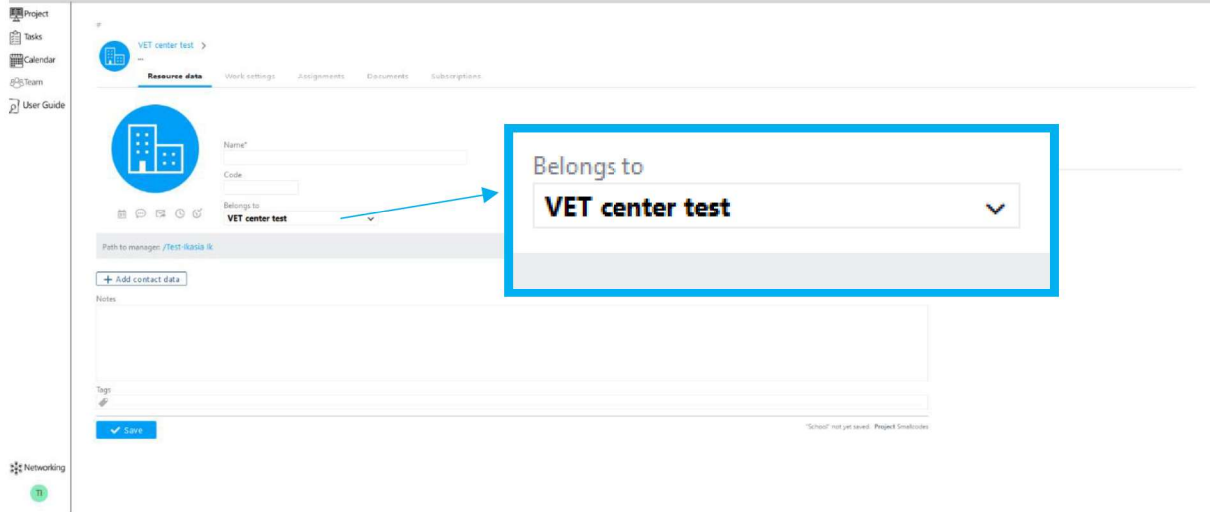 Project
Tasks
Calendar
Team
User Guide
VET center test >
...
Resource data Work settings Assignments Documents Subscriptions
Name*
Code
Belongs to
VET center test
Path to manager: /Test-Ikasia Ik
+ Add contact data
Notes
Tags
Save
"School" not yet saved. Project Smebizdes
Belongs to
VET center test
Networking
TI